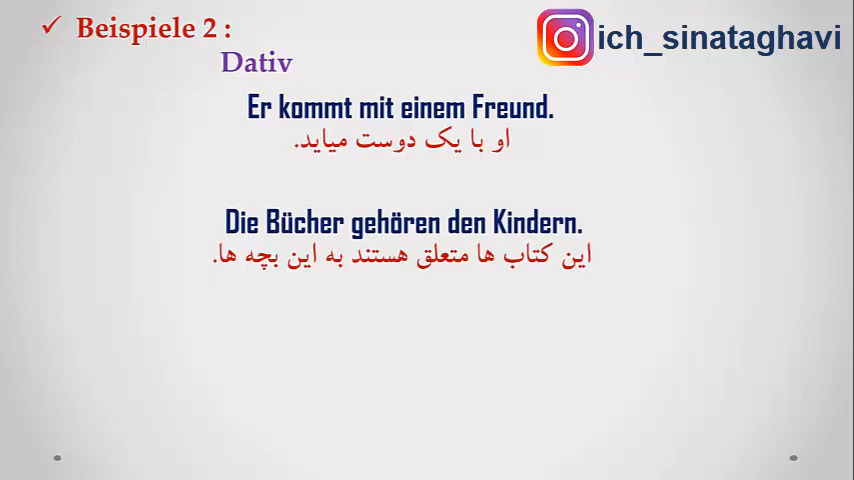 ✓ Beispiele 2 :
ich_sinataghavi
Dativ
Er kommt mit einem Freund.
او با یک دوست میاید.
Die Bücher gehören den Kindern.
این کتاب ها متعلق هستند به این بچه ها.